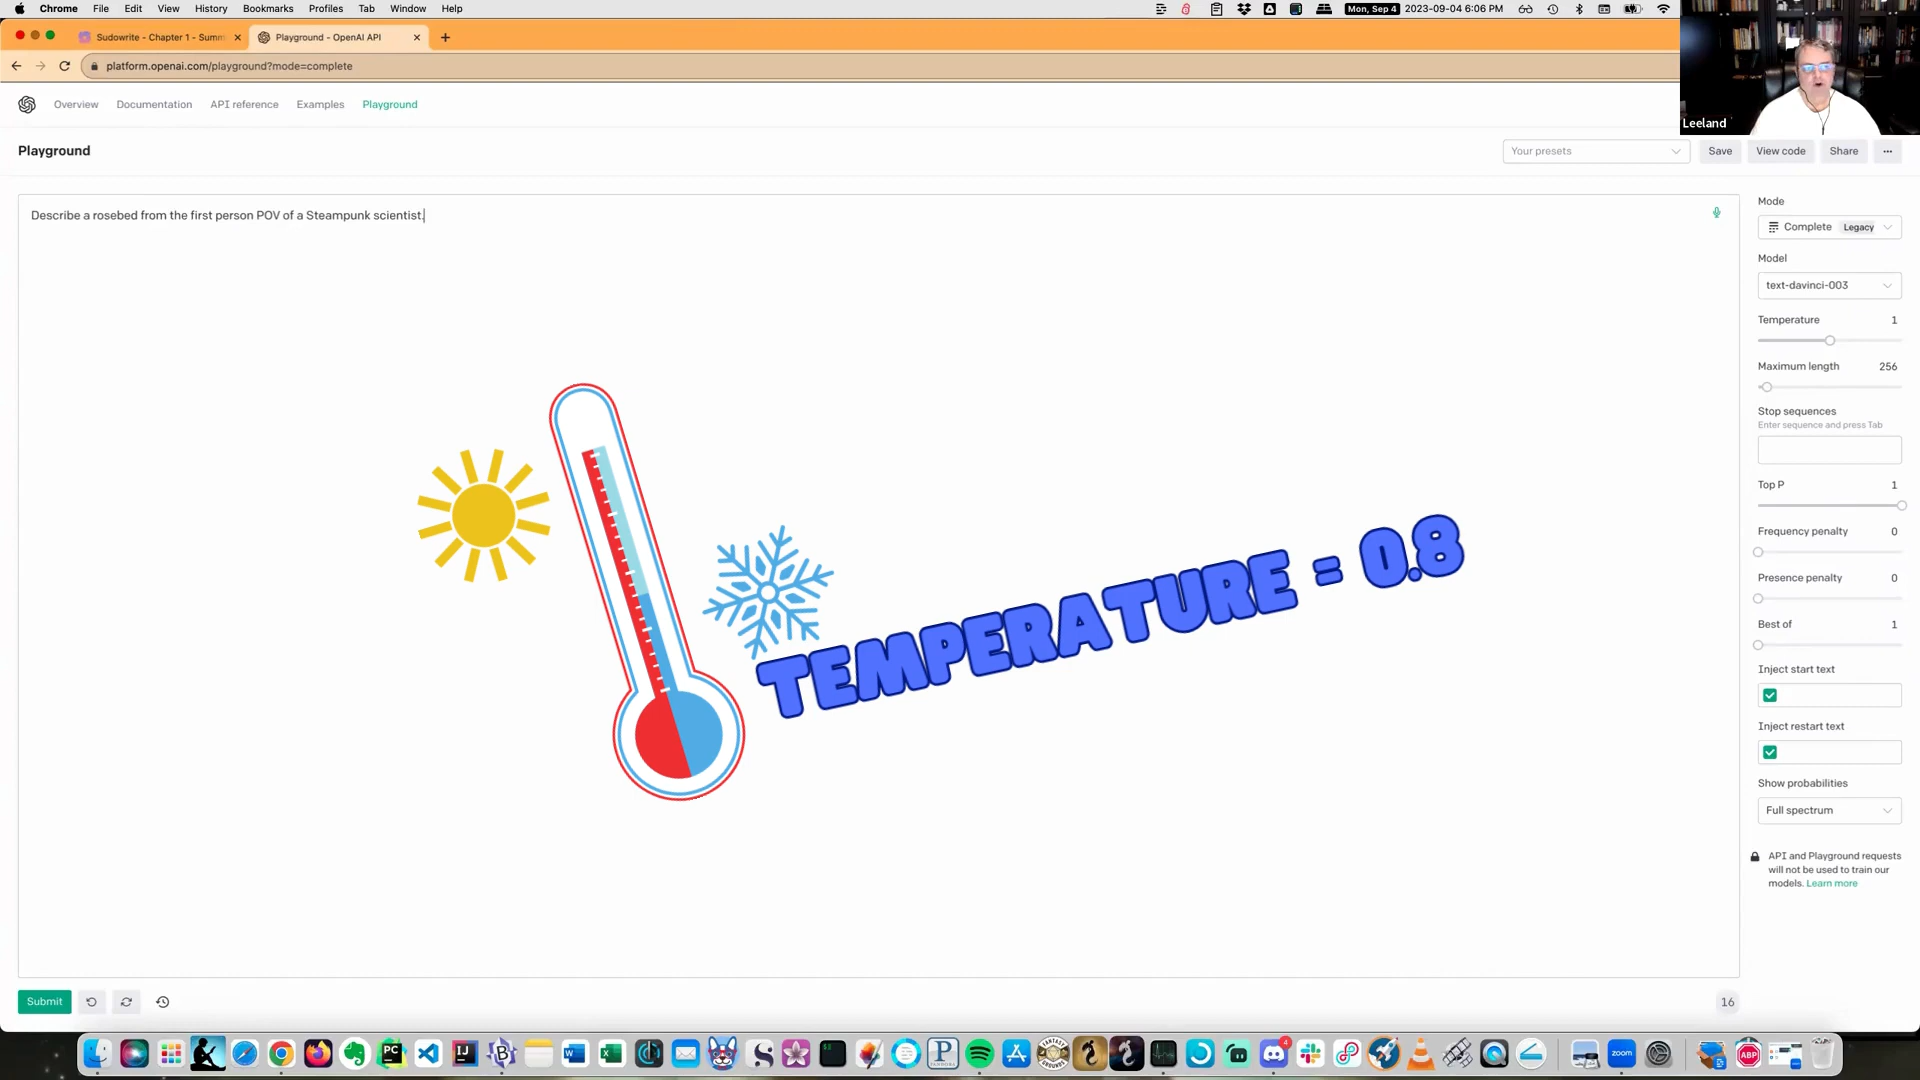 Chrome File Edit View History Bookmarks Profiles Tab Window Help
Mon, Sep 4 2023-09-04 6:06 PM
Sudowrite - Chapter 1 - Summ
Playground - OpenAI API
platform.openai.com/playground?mode=complete
Leeland
Overview Documentation API reference Examples Playground
Playground
Your presets
Save View code Share ...
Describe a rosebed from the first person POV of a Steampunk scientist.
Mode
Complete Legacy
Model
text-davinci-003
Temperature 1
Maximum length 256
Stop sequences
Enter sequence and press Tab
Top P 1
Frequency penalty 0
Presence penalty 0
Best of 1
Inject start text
Inject restart text
Show probabilities
Full spectrum
API and Playground requests
will not be used to train our
models. Learn more
TEMPERATURE = 0.8
Submit
16
PC
IJ
B
W
X
S
P
PANDORA
4
zoom
ABP